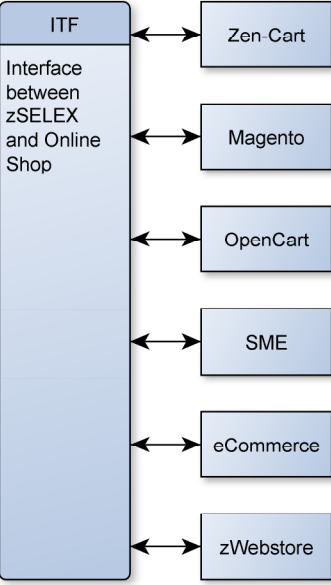 ITF
Interface
between
zSELEX
and Online
Shop
Zen-Cart
Magento
OpenCart
SME
eCommerce
zWebstore